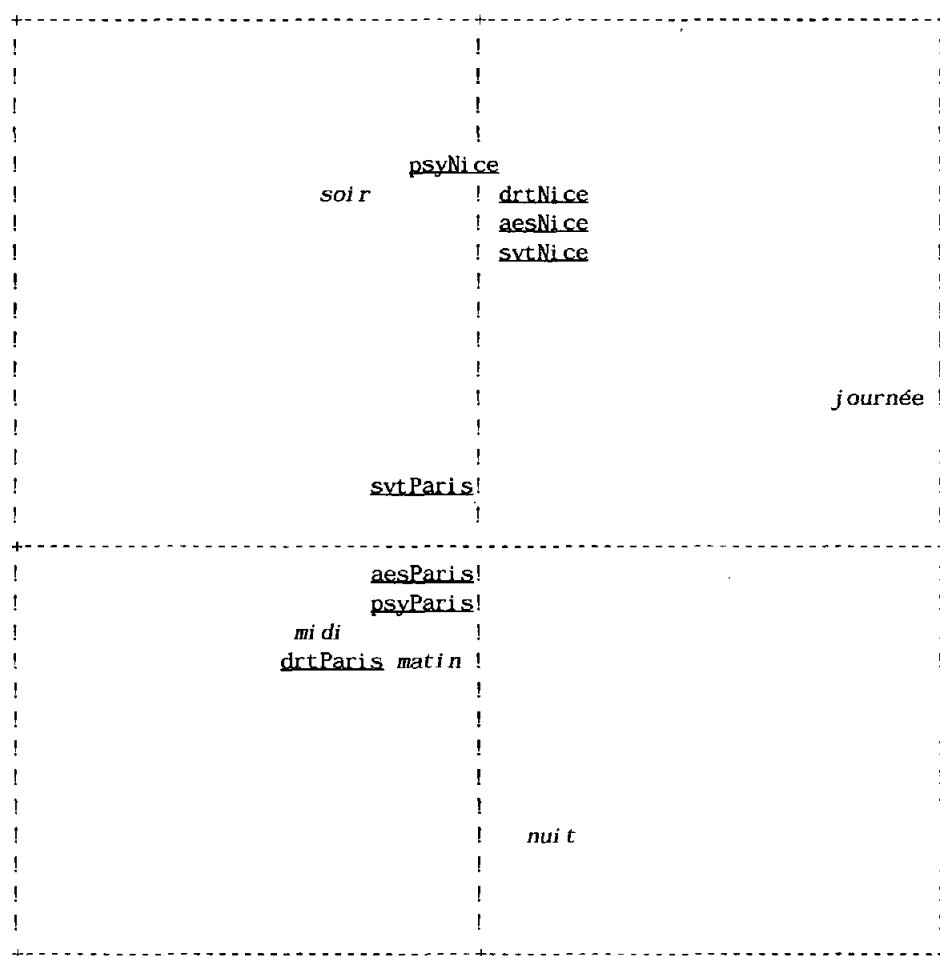 psyNice
soir drtNice
aesNice
svtNice
journée
svtParis
aesParis
psyParis
midi
drtParis matin
nuit